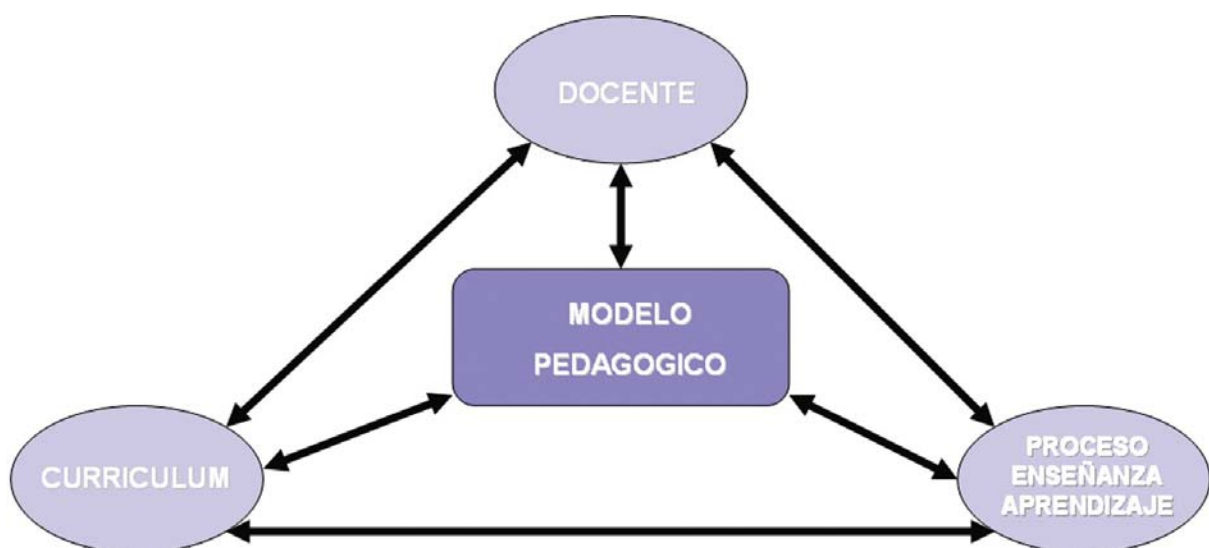 DOCENTE
MODELO
PEDAGOGICO
CURRICULUM
PROCESO
ENSEÑANZA
APRENDIZAJE